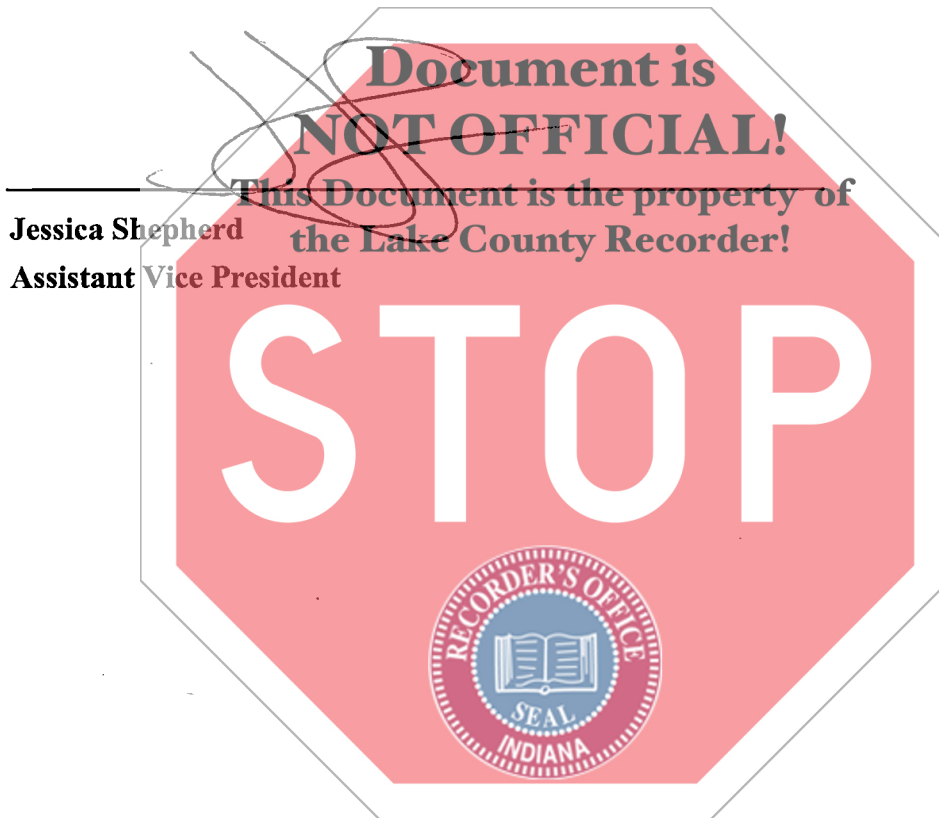 Document is
NOT OFFICIAL!
This Document is the property of
the Lake County Recorder!
Jessica Shepherd
Assistant Vice President
STOP
RECORDER'S OFFICE
SEAL
INDIANA